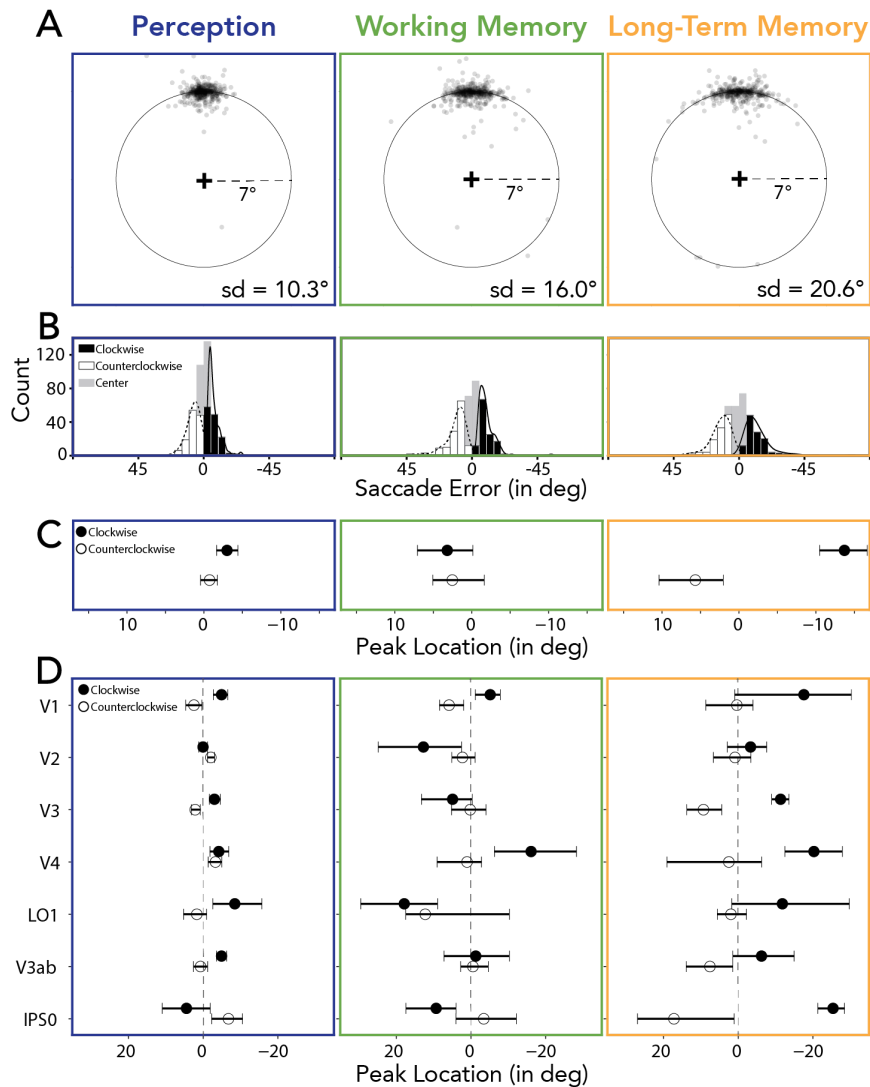 A
Perception
Working Memory
Long-Term Memory
7°
7°
7°
sd = 10.3°
sd = 16.0°
sd = 20.6°
B
120
80
40
0
Count
Clockwise
Counterclockwise
Center
45 0 -45
45 0 -45
45 0 -45
Saccade Error (in deg)
C
Clockwise
Counterclockwise
10 0 −10
10 0 −10
10 0 −10
Peak Location (in deg)
D
Clockwise
Counterclockwise
V1
V2
V3
V4
LO1
V3ab
IPS0
20 0 −20
20 0 −20
20 0 −20
Peak Location (in deg)